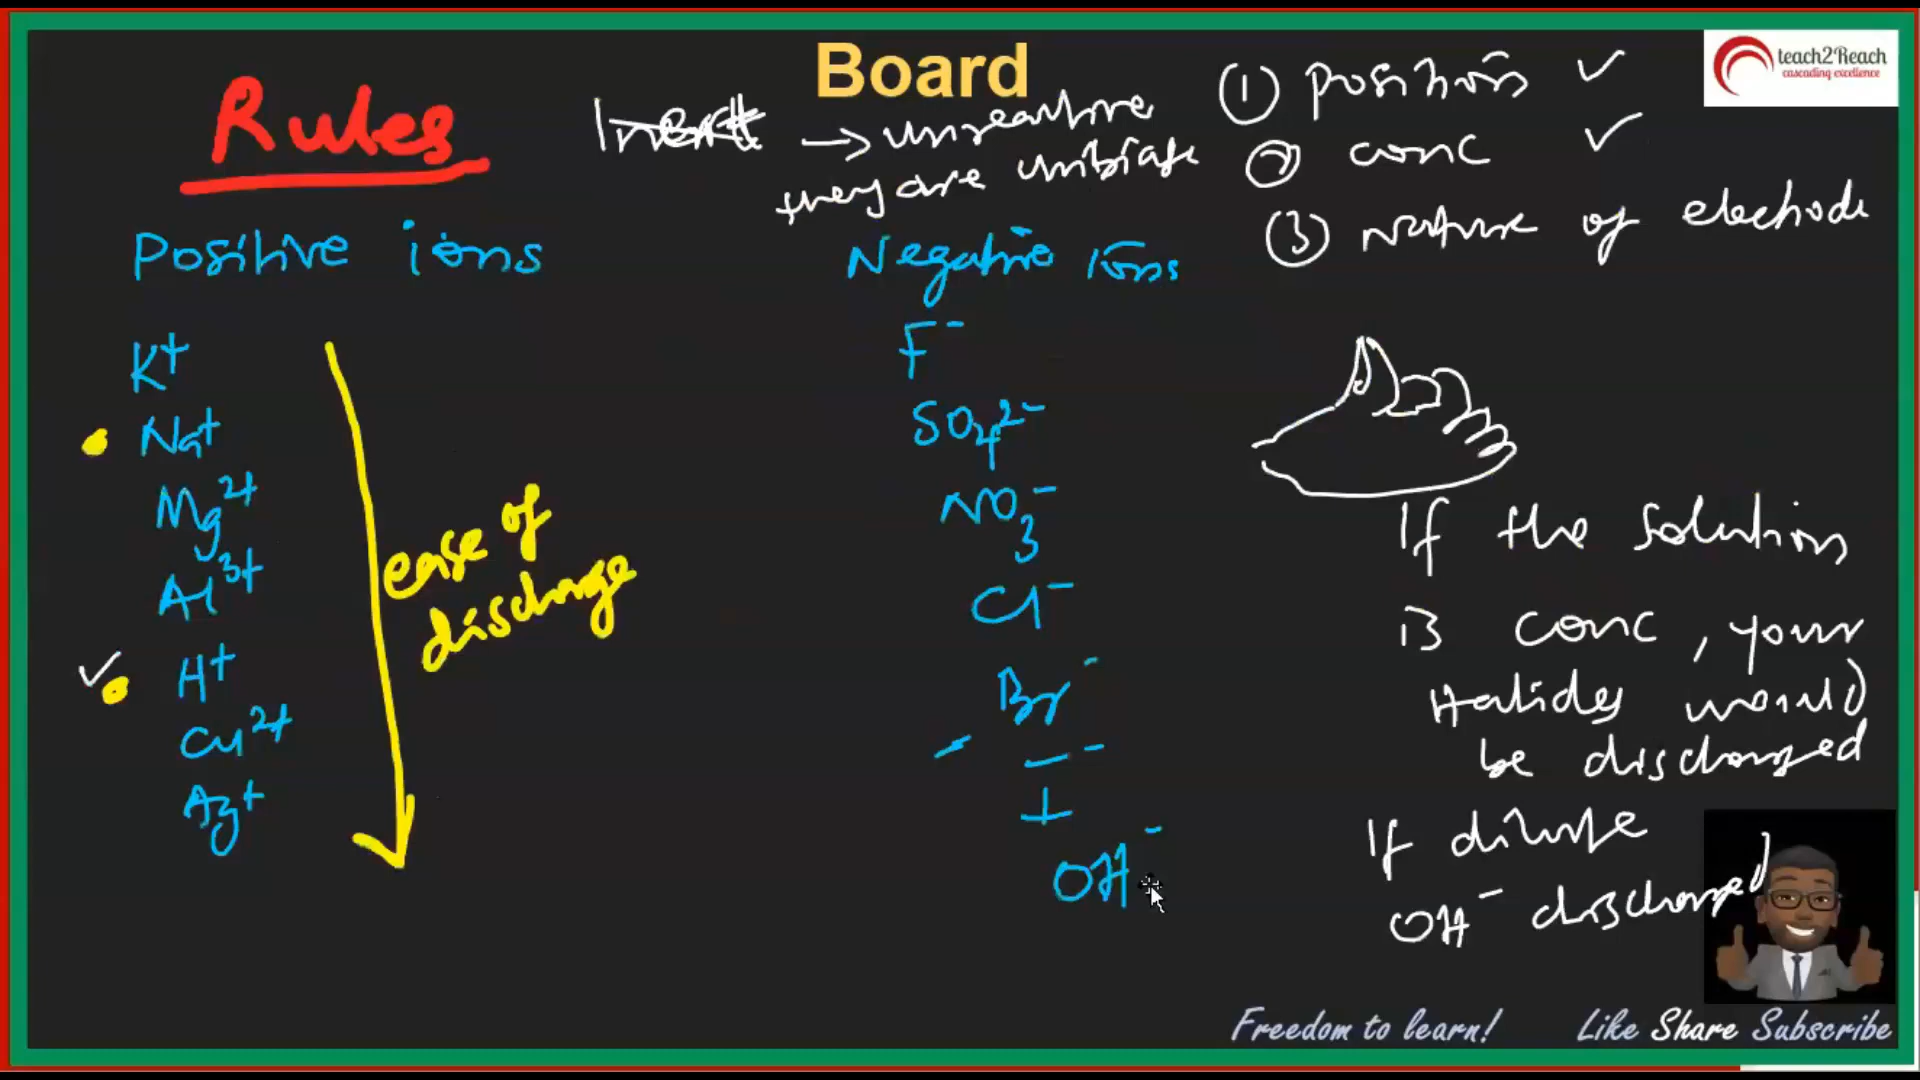 Board
teach2Reach
cascading excellence
Rules
Inert → unreactive
they are unbiase
① positions ✓
② conc ✓
③ Nature of electrode
Positive ions
Negative ions
K⁺
Na⁺
Mg²⁺
Al³⁺
✓ H⁺
Cu²⁺
Ag⁺
ease of
discharge
F⁻
SO₄²⁻
NO₃⁻
Cl⁻
Br⁻
I⁻
OH⁻
If the solution
is conc, your
Halides would
be discharged
If dilute
OH⁻ discharged
Freedom to learn!
Like Share Subscribe